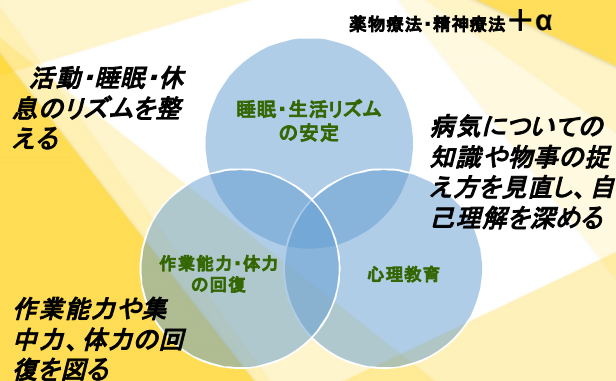 薬物療法・精神療法＋α
活動・睡眠・休
息のリズムを整
える
睡眠・生活リズム
の安定
病気についての
知識や物事の捉
え方を見直し、自
己理解を深める
作業能力・体力
の回復
心理教育
作業能力や集
中力、体力の回
復を図る